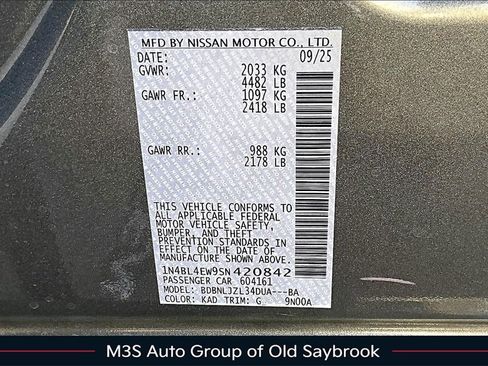 MFD BY NISSAN MOTOR CO., LTD.
DATE: 09/25
GVWR: 2033 KG
4482 LB
GAWR FR.: 1097 KG
2418 LB
GAWR RR.: 988 KG
2178 LB
THIS VEHICLE CONFORMS TO
ALL APPLICABLE FEDERAL
MOTOR VEHICLE SAFETY,
BUMPER, AND THEFT
PREVENTION STANDARDS IN
EFFECT ON THE DATE OF
MANUFACTURE SHOWN ABOVE.
1N4BL4EW9SN420842
PASSENGER CAR 604161
MODEL: BDBNLJZL34DUA---BA
COLOR: KAD TRIM: G 9N00A
M3S Auto Group of Old Saybrook